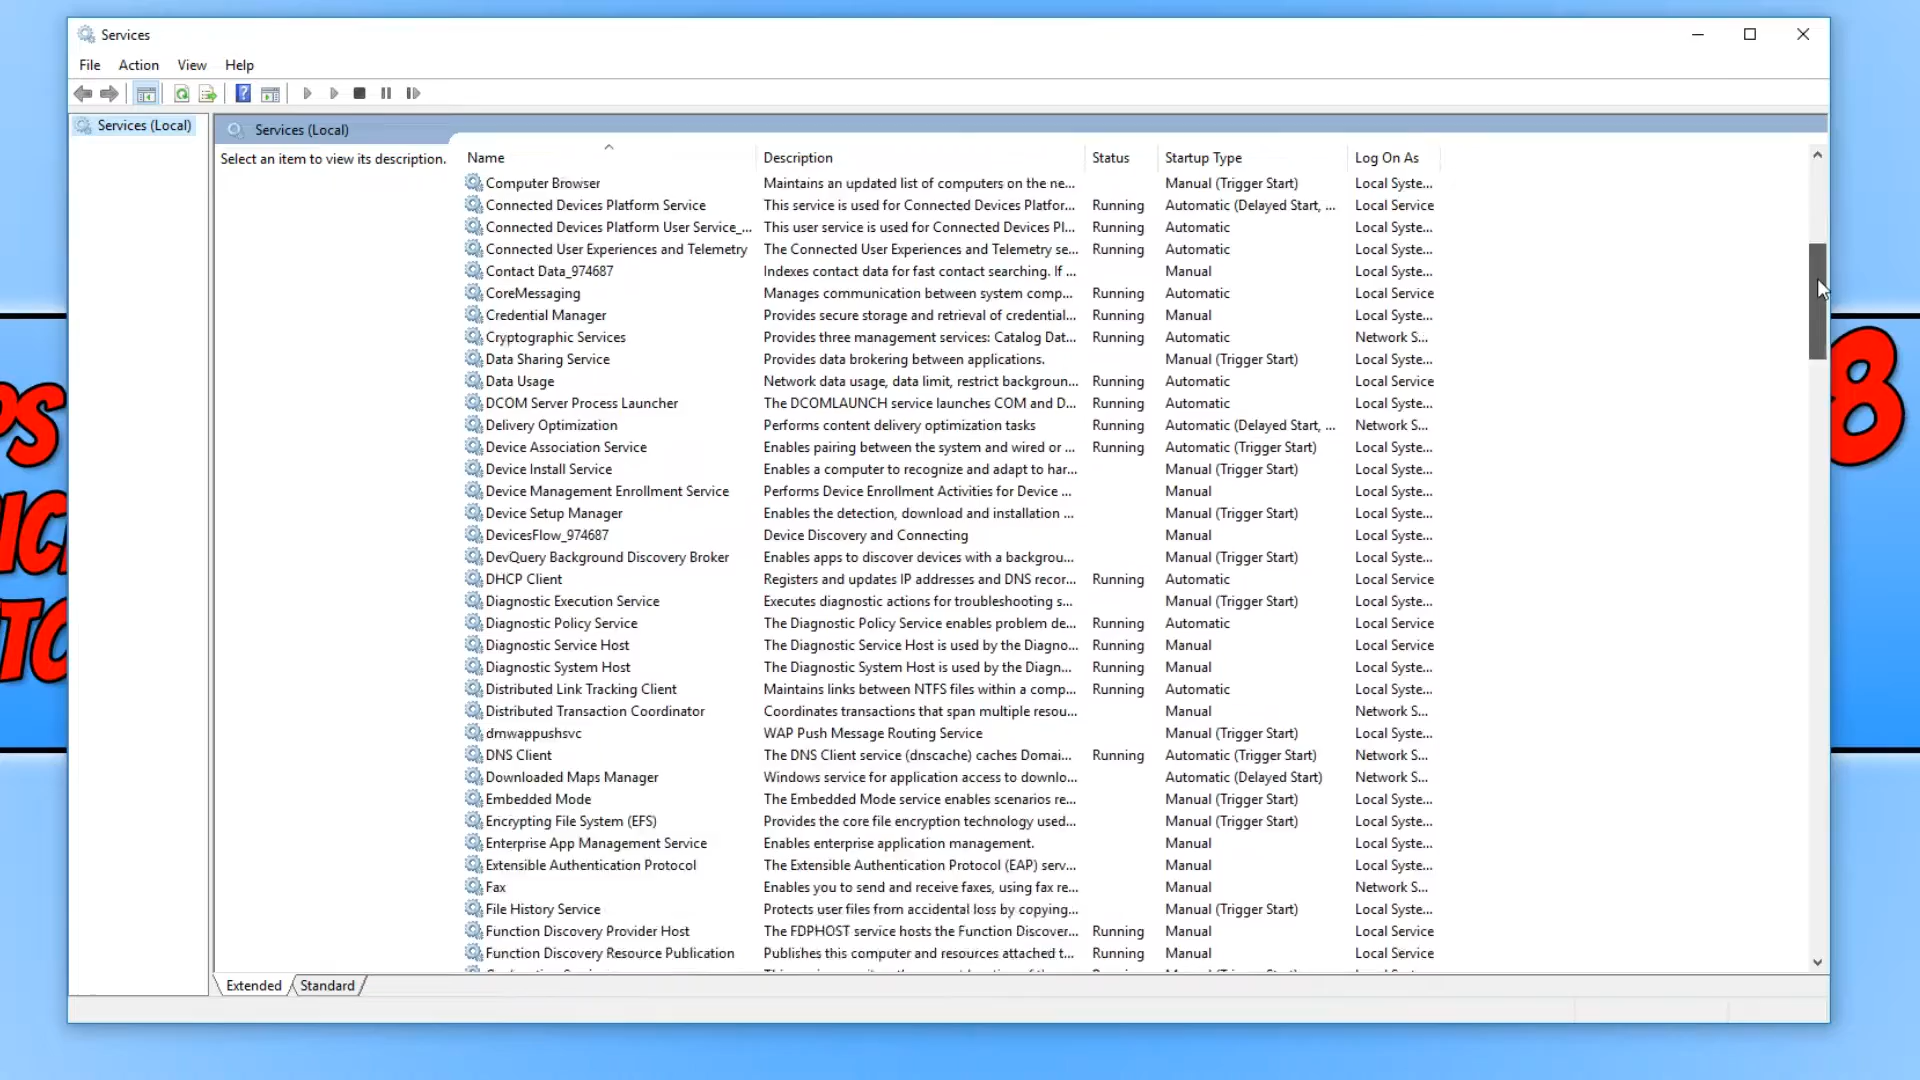 Services
File Action View Help
Services (Local)
Services (Local)
Select an item to view its description.
Name Description Status Startup Type Log On As
Computer Browser Maintains an updated list of computers on the ne... Manual (Trigger Start) Local Syste...
Connected Devices Platform Service This service is used for Connected Devices Platfor... Running Automatic (Delayed Start, ... Local Service
Connected Devices Platform User Service_... This user service is used for Connected Devices Pl... Running Automatic Local Syste...
Connected User Experiences and Telemetry The Connected User Experiences and Telemetry se... Running Automatic Local Syste...
Contact Data_974687 Indexes contact data for fast contact searching. If ... Manual Local Syste...
CoreMessaging Manages communication between system comp... Running Automatic Local Service
Credential Manager Provides secure storage and retrieval of credential... Running Manual Local Syste...
Cryptographic Services Provides three management services: Catalog Dat... Running Automatic Network S...
Data Sharing Service Provides data brokering between applications. Manual (Trigger Start) Local Syste...
Data Usage Network data usage, data limit, restrict backgroun... Running Automatic Local Service
DCOM Server Process Launcher The DCOMLAUNCH service launches COM and D... Running Automatic Local Syste...
Delivery Optimization Performs content delivery optimization tasks Running Automatic (Delayed Start, ... Network S...
Device Association Service Enables pairing between the system and wired or ... Running Automatic (Trigger Start) Local Syste...
Device Install Service Enables a computer to recognize and adapt to har... Manual (Trigger Start) Local Syste...
Device Management Enrollment Service Performs Device Enrollment Activities for Device ... Manual Local Syste...
Device Setup Manager Enables the detection, download and installation ... Manual (Trigger Start) Local Syste...
DevicesFlow_974687 Device Discovery and Connecting Manual Local Syste...
DevQuery Background Discovery Broker Enables apps to discover devices with a backgrou... Manual (Trigger Start) Local Syste...
DHCP Client Registers and updates IP addresses and DNS recor... Running Automatic Local Service
Diagnostic Execution Service Executes diagnostic actions for troubleshooting s... Manual (Trigger Start) Local Syste...
Diagnostic Policy Service The Diagnostic Policy Service enables problem de... Running Automatic Local Service
Diagnostic Service Host The Diagnostic Service Host is used by the Diagno... Running Manual Local Service
Diagnostic System Host The Diagnostic System Host is used by the Diagn... Running Manual Local Syste...
Distributed Link Tracking Client Maintains links between NTFS files within a comp... Running Automatic Local Syste...
Distributed Transaction Coordinator Coordinates transactions that span multiple resou... Manual Network S...
dmwappushsvc WAP Push Message Routing Service Manual (Trigger Start) Local Syste...
DNS Client The DNS Client service (dnscache) caches Domai... Running Automatic (Trigger Start) Network S...
Downloaded Maps Manager Windows service for application access to downlo... Automatic (Delayed Start) Network S...
Embedded Mode The Embedded Mode service enables scenarios re... Manual (Trigger Start) Local Syste...
Encrypting File System (EFS) Provides the core file encryption technology used... Manual (Trigger Start) Local Syste...
Enterprise App Management Service Enables enterprise application management. Manual Local Syste...
Extensible Authentication Protocol The Extensible Authentication Protocol (EAP) serv... Manual Local Syste...
Fax Enables you to send and receive faxes, using fax re... Manual Network S...
File History Service Protects user files from accidental loss by copying... Manual (Trigger Start) Local Syste...
Function Discovery Provider Host The FDPHOST service hosts the Function Discover... Running Manual Local Service
Function Discovery Resource Publication Publishes this computer and resources attached t... Running Manual Local Service
Extended Standard